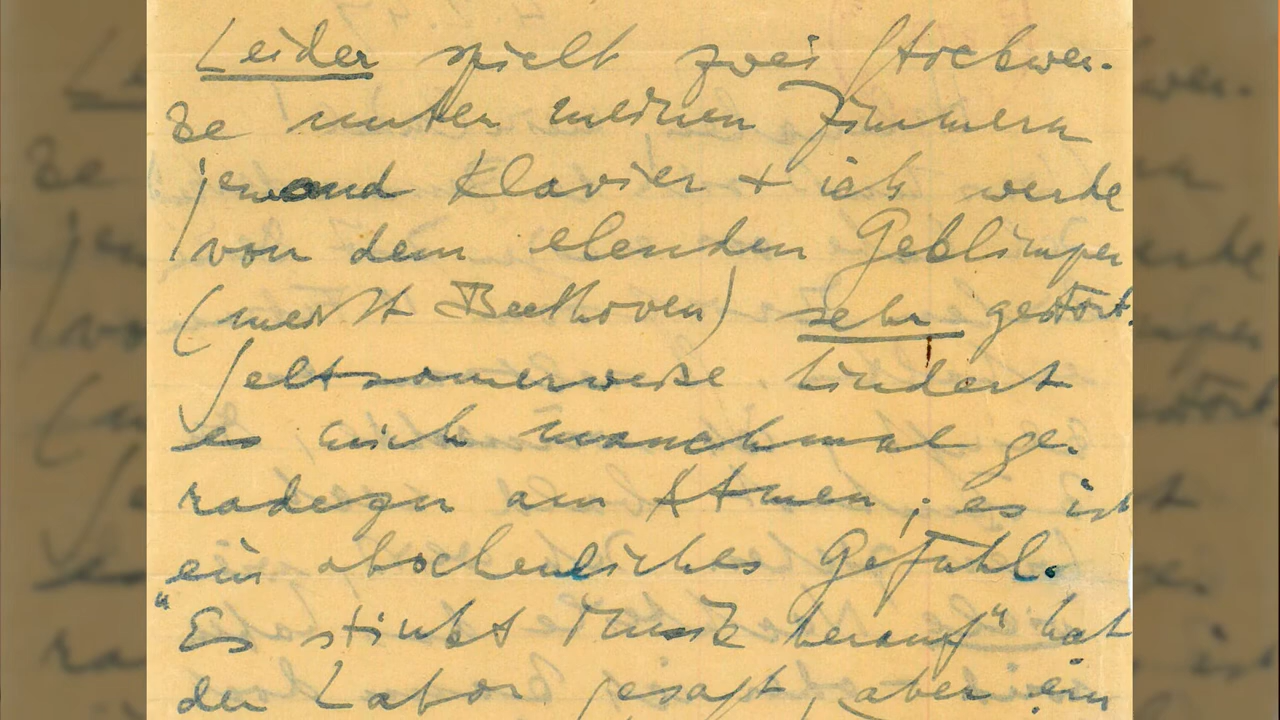 Leider spielt zwei Stockwer-
ke unter meinen Zimmern
jemand Klavier + ich werde
von dem elenden Geklimper
(meist Beethoven) sehr gestört.
Seltsamerweise hindert
es mich manchmal ge-
radezu am Atmen; es ist
ein abscheuliches Gefühl.
"Es stinkt Musik herauf" hat
der Labor gesagt, aber ein